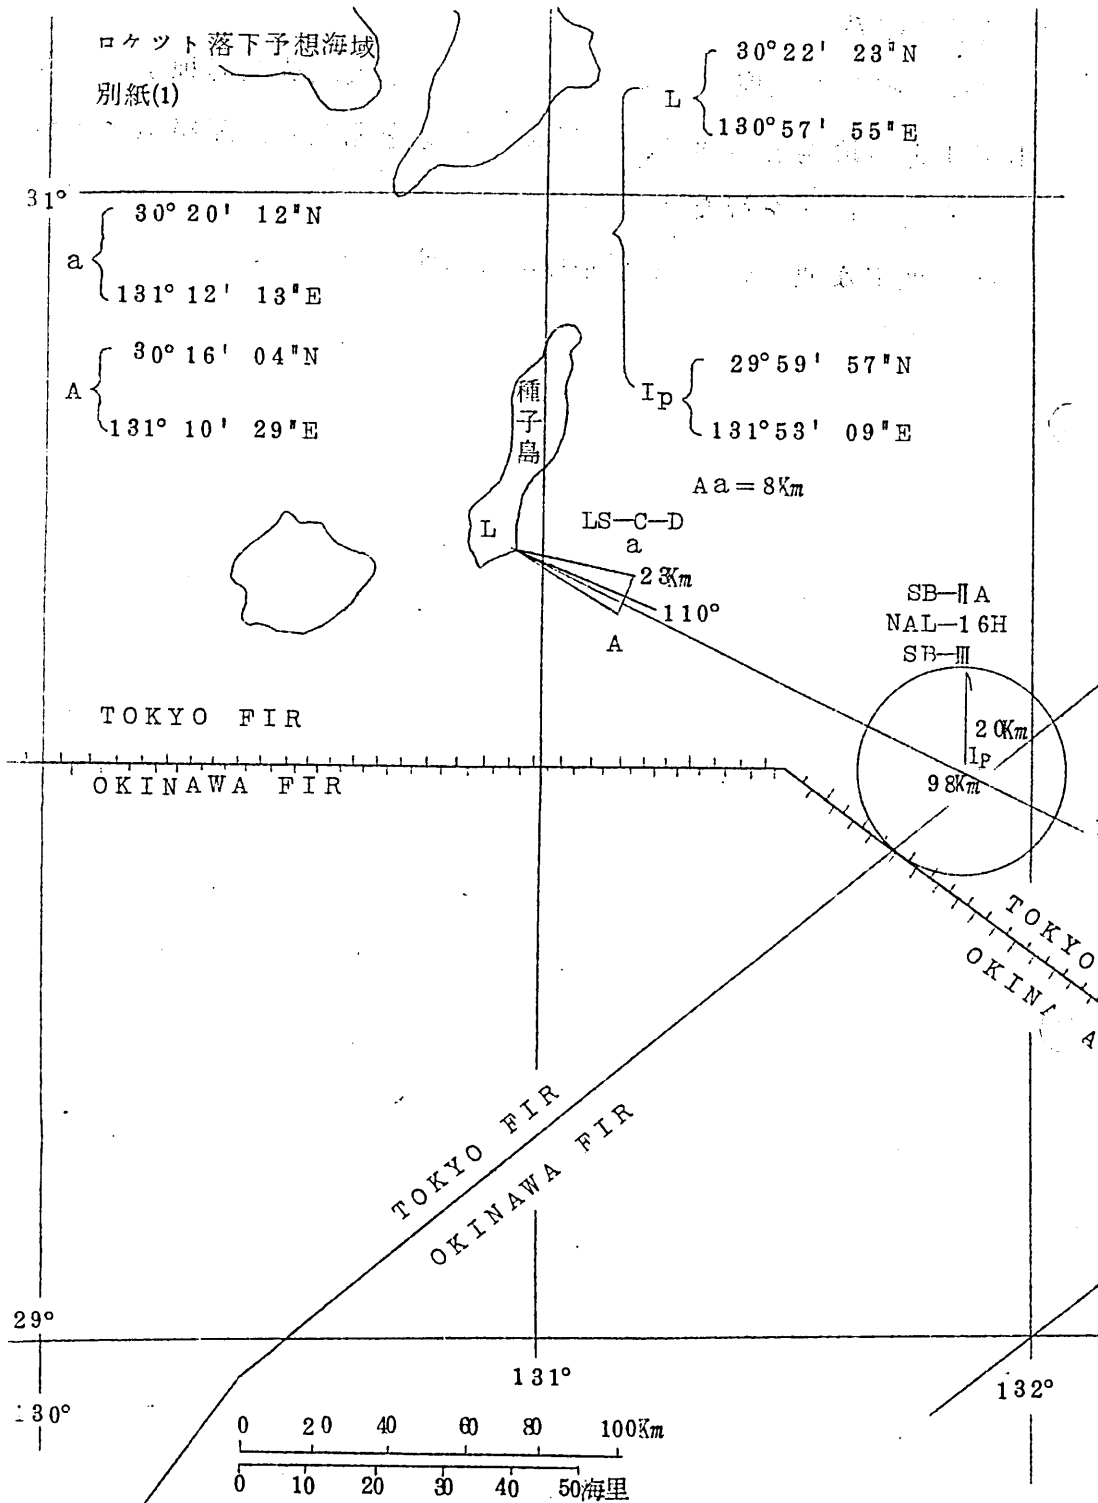 ロケツト落下予想海域
別紙(1)
L
30°22′ 23″N
130°57′ 55″E
31°
a
30°20′ 12″N
131°12′ 13″E
A
30°16′ 04″N
131°10′ 29″E
Ip
29°59′ 57″N
131°53′ 09″E
Aa=8Km
種子島
L
LS-C-D
a
23Km
110°
A
SB-ⅡA
NAL-16H
SB-Ⅲ
20Km
Ip
98Km
TOKYO FIR
OKINAWA FIR
TOKYO
OKINA A
TOKYO FIR
OKINAWA FIR
29°
131°
132°
130°
0 20 40 60 80 100Km
0 10 20 30 40 50海里